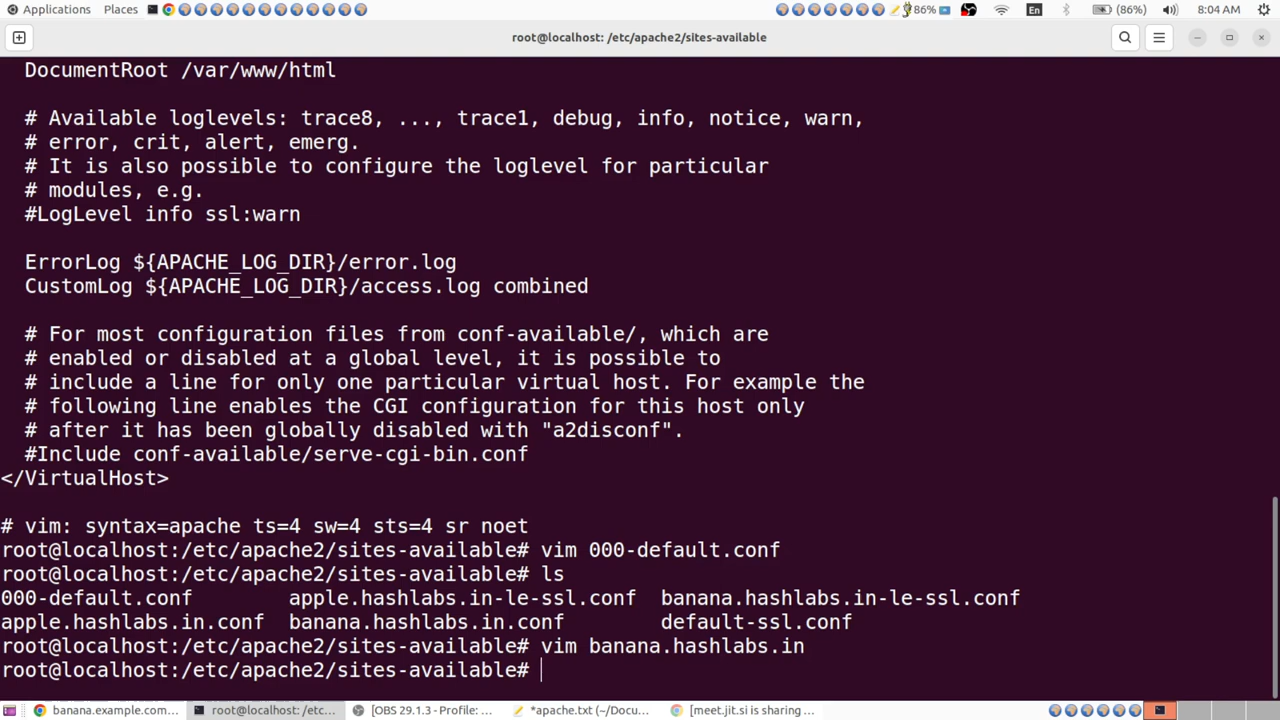 Applications Places 86% En (86%) 8:04 AM
root@localhost: /etc/apache2/sites-available
DocumentRoot /var/www/html
# Available loglevels: trace8, ..., trace1, debug, info, notice, warn,
# error, crit, alert, emerg.
# It is also possible to configure the loglevel for particular
# modules, e.g.
#LogLevel info ssl:warn
ErrorLog ${APACHE_LOG_DIR}/error.log
CustomLog ${APACHE_LOG_DIR}/access.log combined
# For most configuration files from conf-available/, which are
# enabled or disabled at a global level, it is possible to
# include a line for only one particular virtual host. For example the
# following line enables the CGI configuration for this host only
# after it has been globally disabled with "a2disconf".
#Include conf-available/serve-cgi-bin.conf
</VirtualHost>
# vim: syntax=apache ts=4 sw=4 sts=4 sr noet
root@localhost:/etc/apache2/sites-available# vim 000-default.conf
root@localhost:/etc/apache2/sites-available# ls
000-default.conf apple.hashlabs.in-le-ssl.conf banana.hashlabs.in-le-ssl.conf
apple.hashlabs.in.conf banana.hashlabs.in.conf default-ssl.conf
root@localhost:/etc/apache2/sites-available# vim banana.hashlabs.in
root@localhost:/etc/apache2/sites-available#
banana.example.com... root@localhost: /etc... [OBS 29.1.3 - Profile: ... *apache.txt (~/Docu... [meet.jit.si is sharing ...